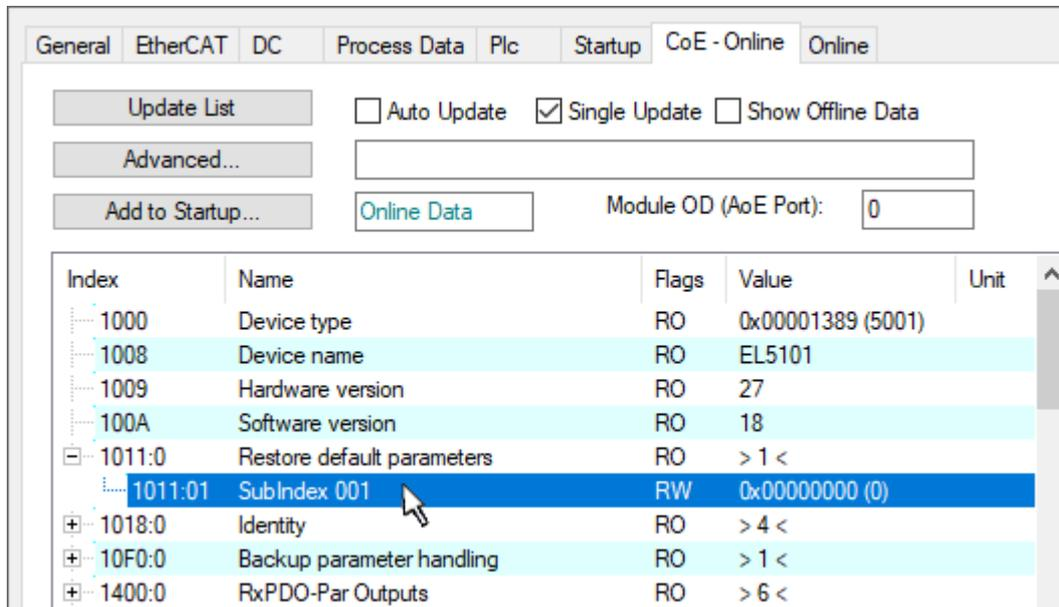 General EtherCAT DC Process Data Plc Startup CoE - Online Online
Update List Auto Update Single Update Show Offline Data
Advanced...
Add to Startup... Online Data Module OD (AoE Port): 0
Index Name Flags Value Unit
1000 Device type RO 0x00001389 (5001)
1008 Device name RO EL5101
1009 Hardware version RO 27
100A Software version RO 18
1011:0 Restore default parameters RO > 1 <
1011:01 SubIndex 001 RW 0x00000000 (0)
1018:0 Identity RO > 4 <
10F0:0 Backup parameter handling RO > 1 <
1400:0 RxPDO-Par Outputs RO > 6 <